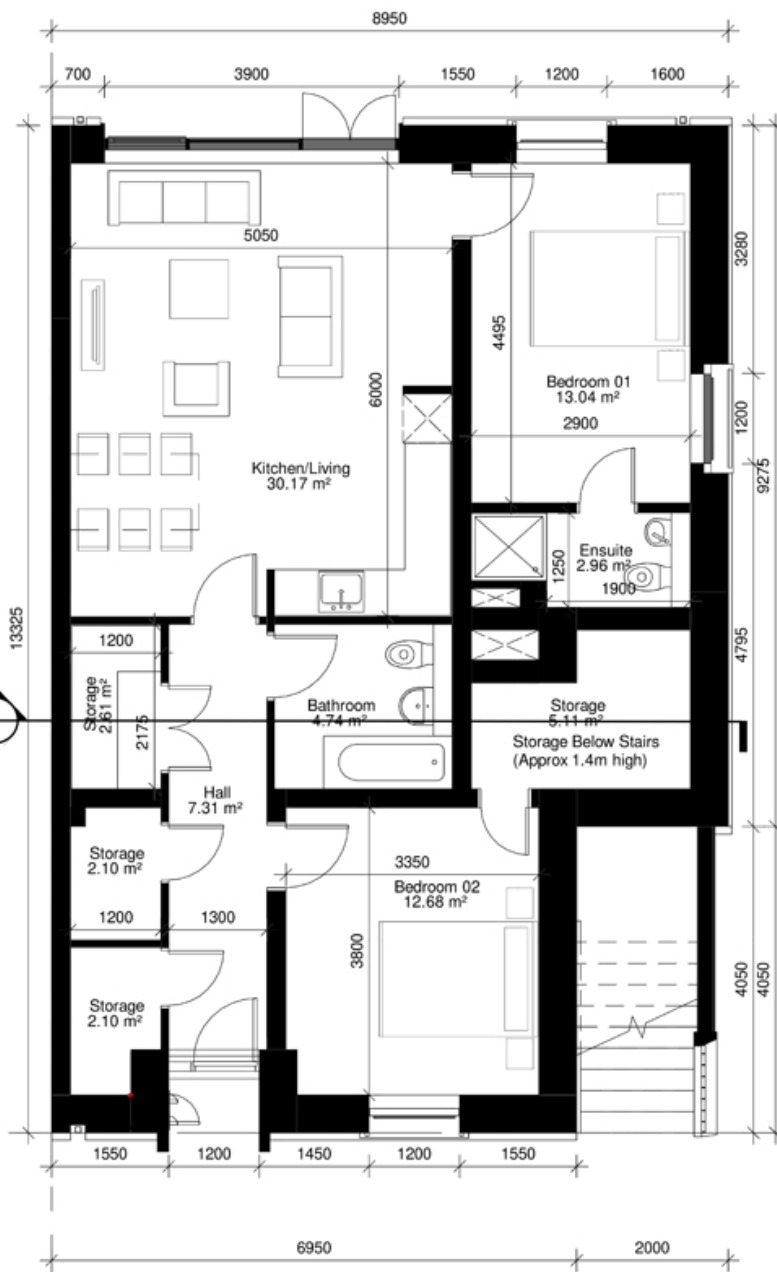 8950
700
3900
1550
1200
1600
5050
3280
4495
6000
Bedroom 01
13.04 m²
2900
1200
9275
Kitchen/Living
30.17 m²
Ensuite
2.96 m²
1250
1900
13325
1200
Storage
2.61 m²
2175
Bathroom
4.74 m²
4795
Storage
5.11 m²
Storage Below Stairs
(Approx 1.4m high)
Hall
7.31 m²
Storage
2.10 m²
3350
Bedroom 02
12.68 m²
1200
1300
3800
4050
4050
Storage
2.10 m²
1550
1200
1450
1200
1550
6950
2000